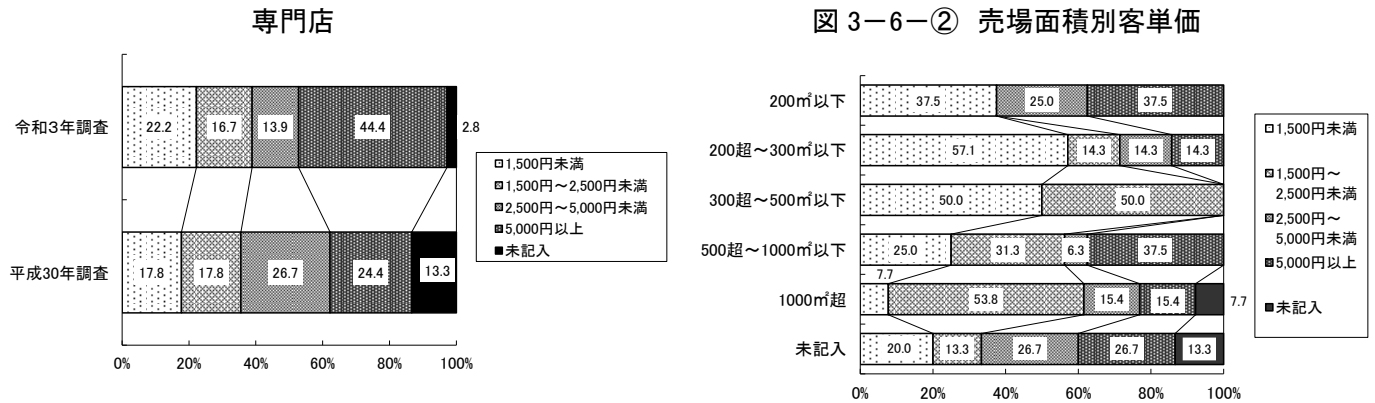 専門店
令和3年調査
22.2
16.7
13.9
44.4
2.8
平成30年調査
17.8
17.8
26.7
24.4
13.3
0%
20%
40%
60%
80%
100%
1,500円未満
1,500円～2,500円未満
2,500円～5,000円未満
5,000円以上
未記入
図 3－6－② 売場面積別客単価
200㎡以下
37.5
25.0
37.5
200超～300㎡以下
57.1
14.3
14.3
14.3
300超～500㎡以下
50.0
50.0
500超～1000㎡以下
25.0
31.3
6.3
37.5
1000㎡超
7.7
53.8
15.4
15.4
7.7
未記入
20.0
13.3
26.7
26.7
13.3
0%
20%
40%
60%
80%
100%
1,500円未満
1,500円～
2,500円未満
2,500円～
5,000円未満
5,000円以上
未記入